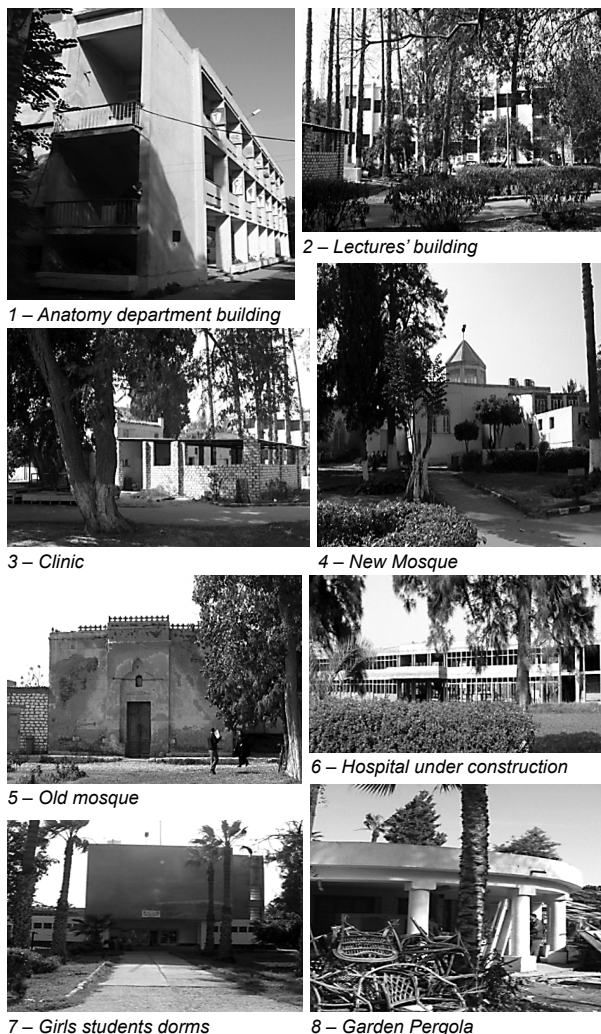 1 – Anatomy department building
2 – Lectures' building
3 – Clinic
4 – New Mosque
5 – Old mosque
6 – Hospital under construction
7 – Girls students dorms
8 – Garden Pergola